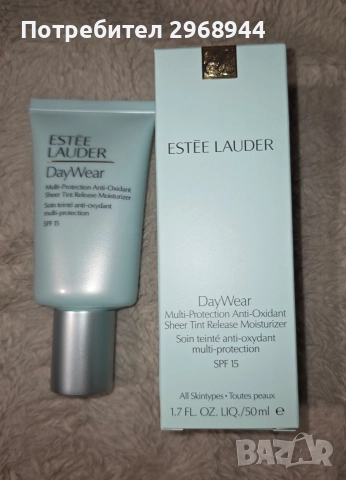 Потребител 2968944
ESTĒE
LAUDER
DayWear
Multi-Protection Anti-Oxidant
Sheer Tint Release Moisturizer
Soin teinté anti-oxydant
multi-protection
SPF 15
ESTĒE LAUDER
DayWear
Multi-Protection Anti-Oxidant
Sheer Tint Release Moisturizer
Soin teinté anti-oxydant
multi-protection
SPF 15
All Skintypes • Toutes peaux
1.7 FL. OZ. LIQ./50 ml e
БАZАР